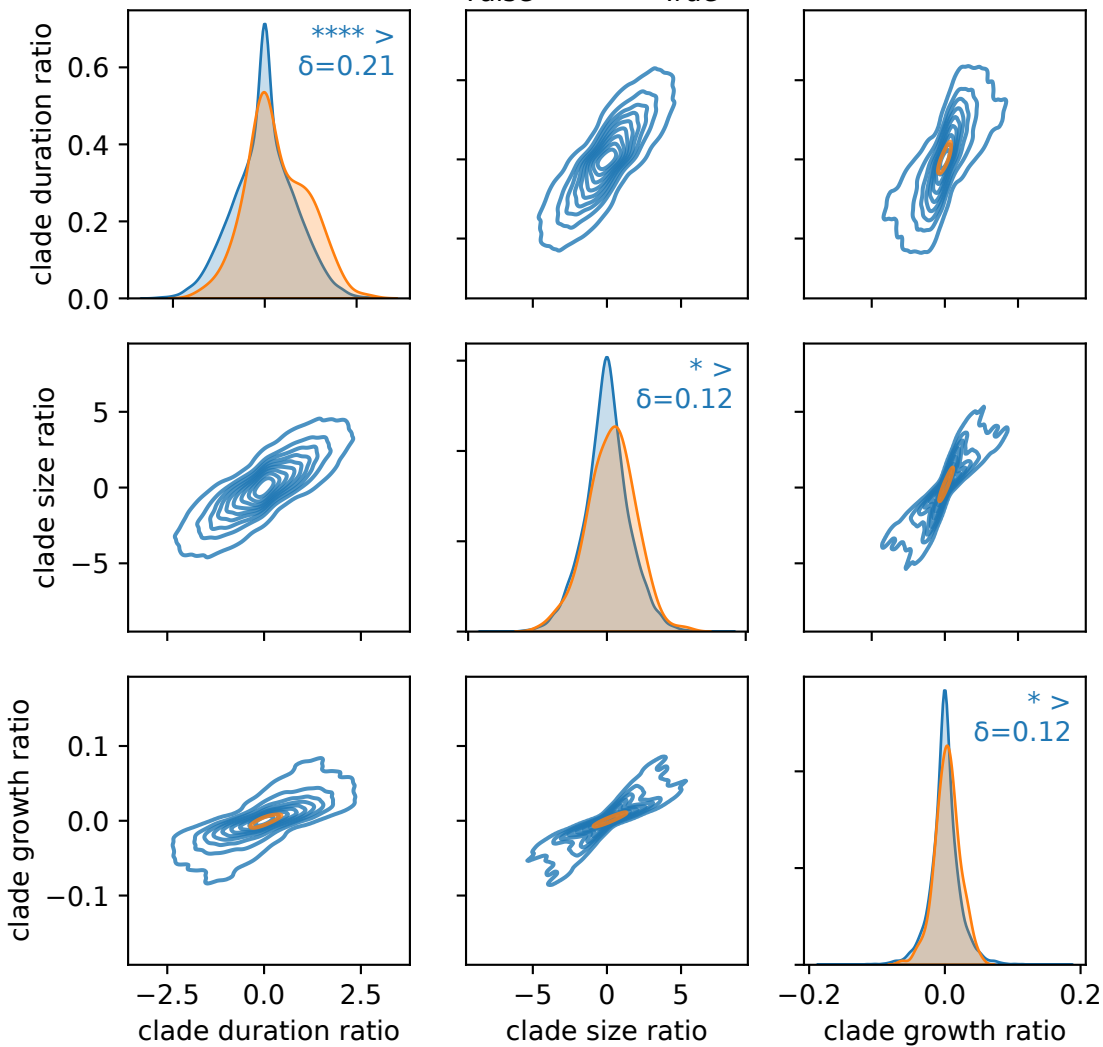 clade duration ratio
0.6
0.4
0.2
0.0
**** >
δ=0.21
clade size ratio
5
0
−5
* >
δ=0.12
clade growth ratio
0.1
0.0
−0.1
* >
δ=0.12
−2.5 0.0 2.5
−5 0 5
−0.2 0.0 0.2
clade duration ratio
clade size ratio
clade growth ratio